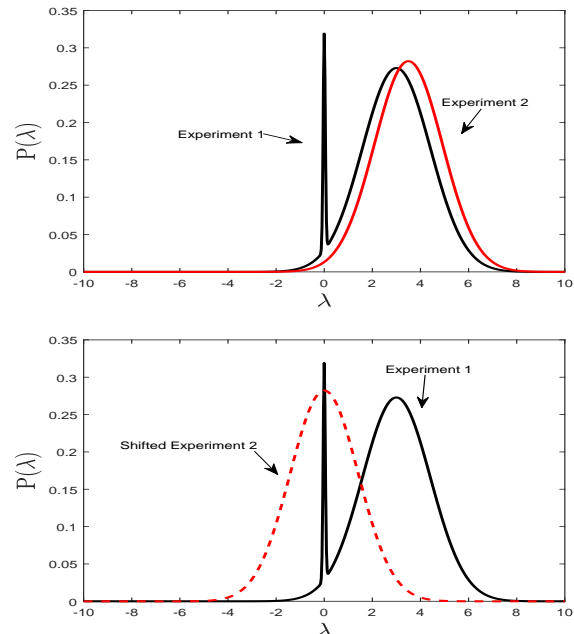 0.35
0.3
0.25
0.2
0.15
0.1
0.05
0
P(λ)
Experiment 1
Experiment 2
-10 -8 -6 -4 -2 0 2 4 6 8 10
λ
0.35
0.3
0.25
0.2
0.15
0.1
0.05
0
P(λ)
Experiment 1
Shifted Experiment 2
-10 -8 -6 -4 -2 0 2 4 6 8 10
λ